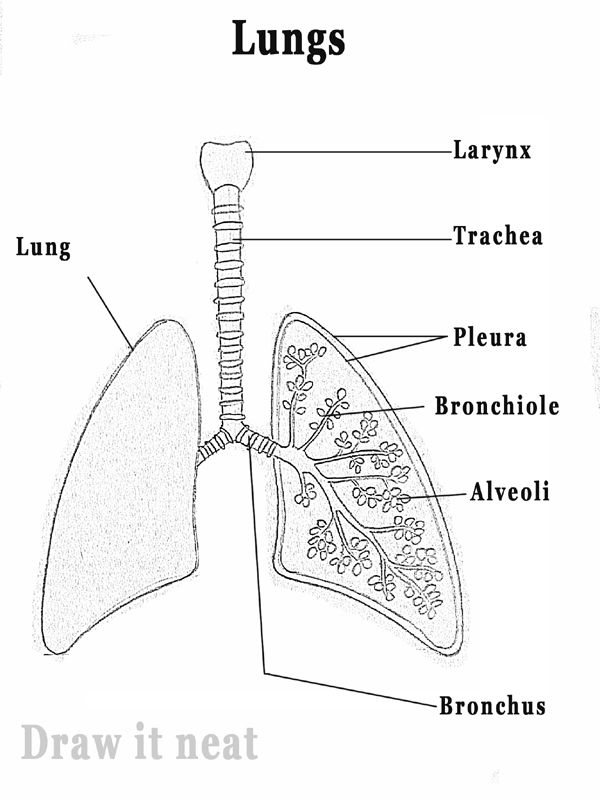 Lungs
Larynx
Trachea
Lung
Pleura
Bronchiole
Alveoli
Bronchus
Draw it neat